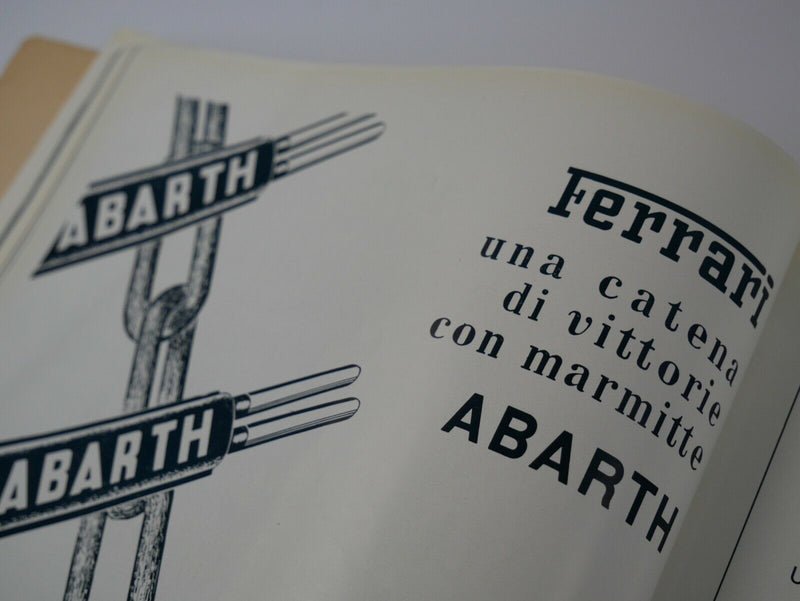 ABARTH
ABARTH
Ferrari
una catena
di vittorie
con marmitte
ABARTH